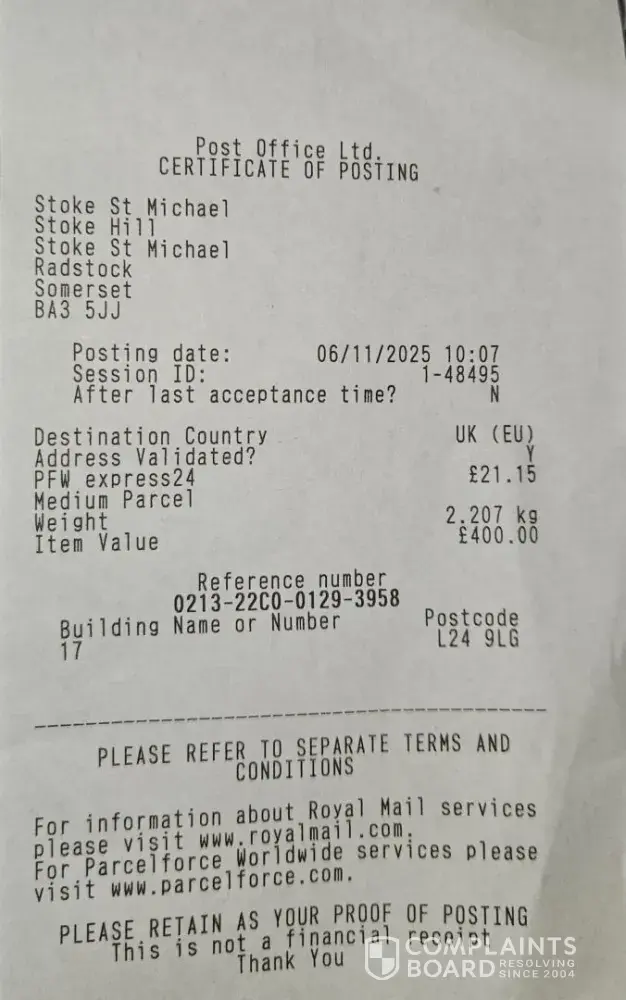 Post Office Ltd.
CERTIFICATE OF POSTING
Stoke St Michael
Stoke Hill
Stoke St Michael
Radstock
Somerset
BA3 5JJ
Posting date: 06/11/2025 10:07
Session ID: 1-48495
After last acceptance time? N
Destination Country UK (EU)
Address Validated? Y
PFW express24 £21.15
Medium Parcel
Weight 2.207 kg
Item Value £400.00
Reference number
0213-22C0-0129-3958
Building Name or Number Postcode
17 L24 9LG
PLEASE REFER TO SEPARATE TERMS AND
CONDITIONS
For information about Royal Mail services
please visit www.royalmail.com.
For Parcelforce Worldwide services please
visit www.parcelforce.com.
PLEASE RETAIN AS YOUR PROOF OF POSTING
This is not a financial receipt
Thank You
COMPLAINTS
BOARD RESOLVING
SINCE 2004